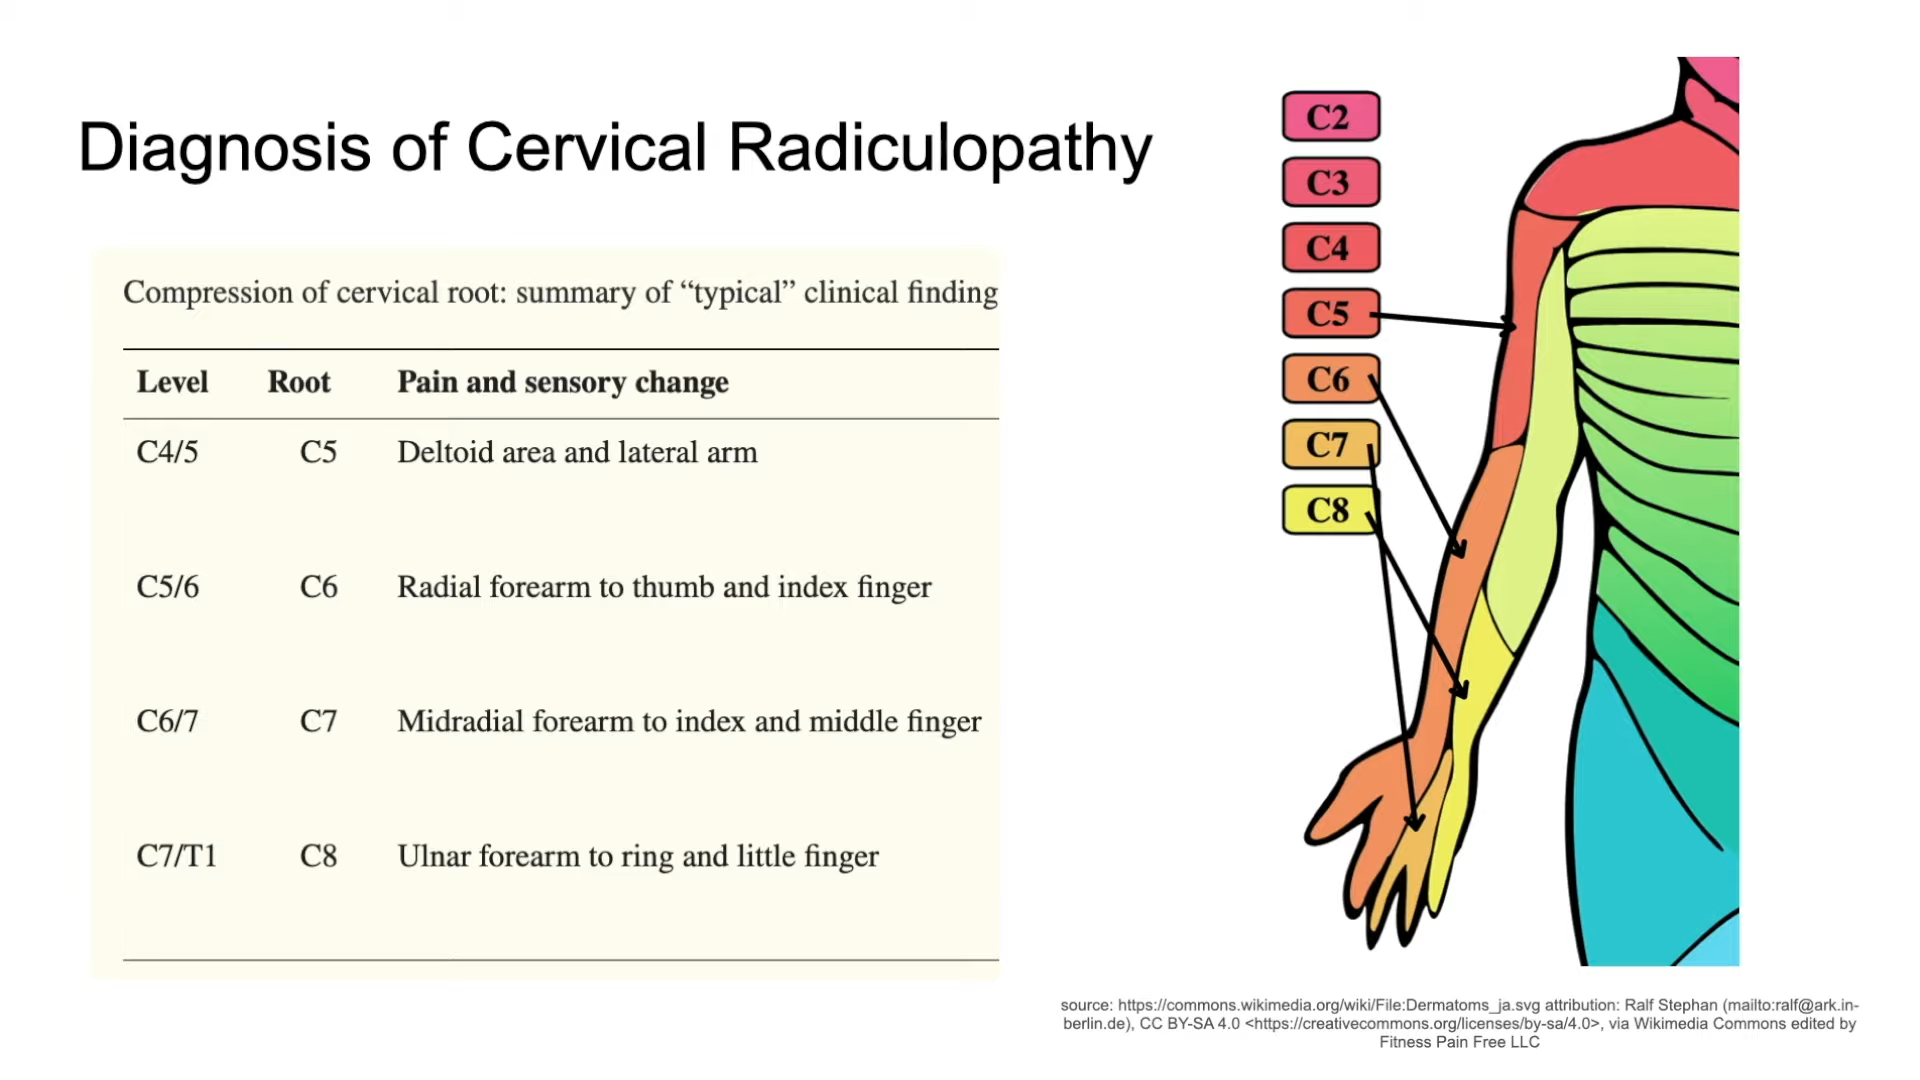 Diagnosis of Cervical Radiculopathy
Compression of cervical root: summary of “typical” clinical finding
Level Root Pain and sensory change
C4/5 C5 Deltoid area and lateral arm
C5/6 C6 Radial forearm to thumb and index finger
C6/7 C7 Midradial forearm to index and middle finger
C7/T1 C8 Ulnar forearm to ring and little finger
C2
C3
C4
C5
C6
C7
C8
source: https://commons.wikimedia.org/wiki/File:Dermatoms_ja.svg attribution: Ralf Stephan (mailto:ralf@ark.in-
berlin.de), CC BY-SA 4.0 <https://creativecommons.org/licenses/by-sa/4.0>, via Wikimedia Commons edited by
Fitness Pain Free LLC